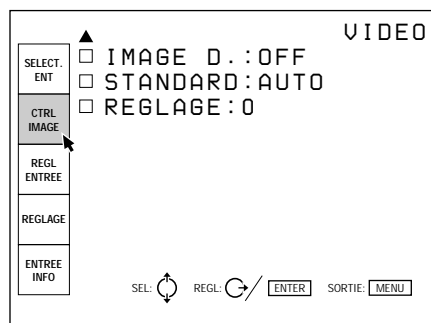 VIDEO
▲
□ IMAGE D.:OFF
□ STANDARD:AUTO
□ REGLAGE:0
SELECT.
ENT
CTRL
IMAGE
REGL
ENTREE
REGLAGE
ENTREE
INFO
SEL: REGL: / ENTER SORTIE: MENU